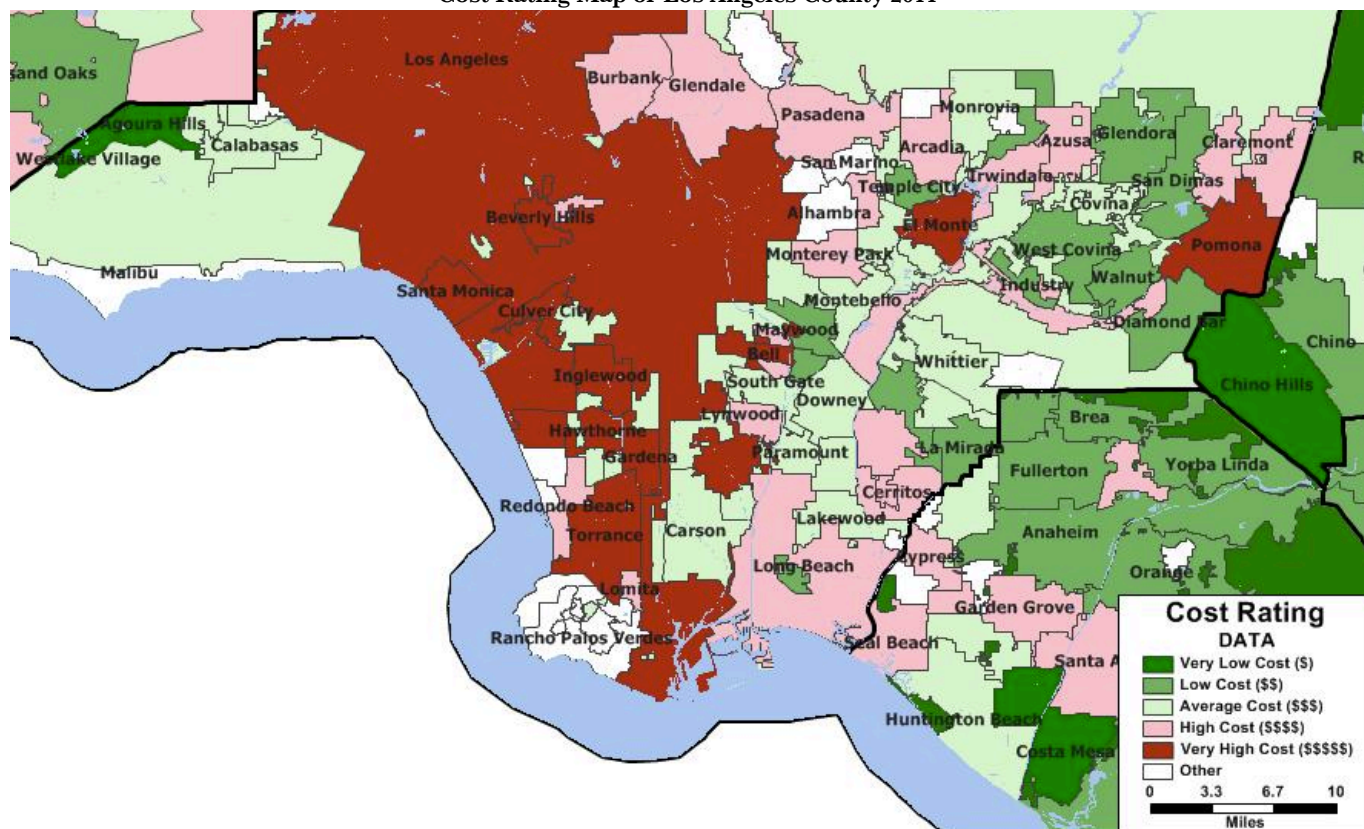 Cost Rating Map of Los Angeles County 2011
Los Angeles
sand Oaks
Burbank
Glendale
Pasadena
Monrovia
Agoura Hills
Calabasas
Westlake Village
San Marino
Arcadia
Azusa
Glendora
Claremont
Temple City
Irwindale
San Dimas
R
Beverly Hills
Alhambra
El Monte
Covina
Monterey Park
West Covina
Pomona
Malibu
Santa Monica
Culver City
Montebello
Industry
Walnut
Maywood
Diamond Bar
Chino
Bell
Whittier
Inglewood
South Gate
Downey
Chino Hills
Hawthorne
Lynwood
Brea
Gardena
Paramount
La Mirada
Fullerton
Yorba Linda
Redondo Beach
Cerritos
Torrance
Carson
Lakewood
Anaheim
Long Beach
Cypress
Orange
Lomita
Garden Grove
Rancho Palos Verdes
Seal Beach
Santa A
Huntington Beach
Costa Mesa
Cost Rating
DATA
Very Low Cost ($)
Low Cost ($$)
Average Cost ($$$)
High Cost ($$$$)
Very High Cost ($$$$$)
Other
0 3.3 6.7 10
Miles